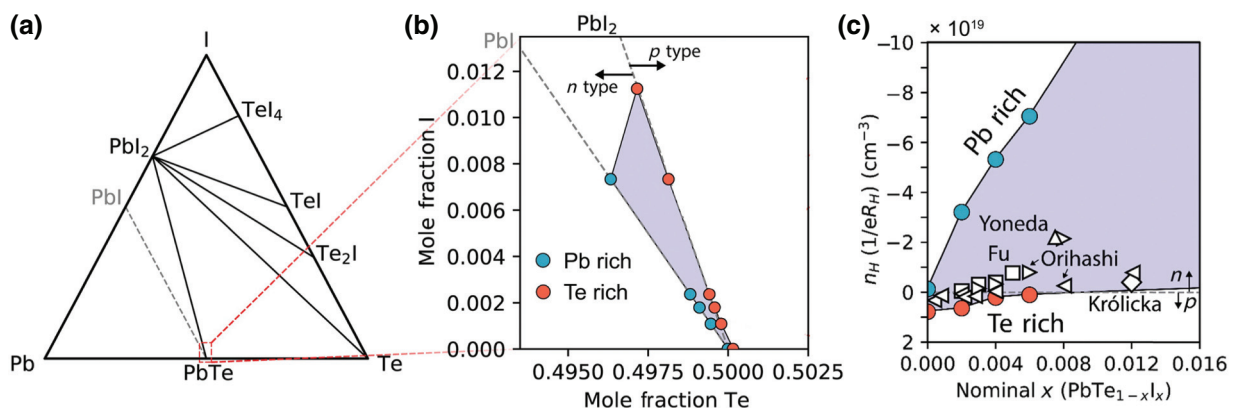 (a)
I
TeI4
PbI2
PbI
TeI
Te2I
Pb
PbTe
Te
(b)
PbI2
PbI
p type
n type
0.012
0.010
0.008
0.006
0.004
0.002
0.000
Mole fraction I
Pb rich
Te rich
0.4950 0.4975 0.5000 0.5025
Mole fraction Te
(c)
× 10¹⁹
−10
−8
−6
−4
−2
0
2
nH (1/eRH) (cm⁻³)
Pb rich
Yoneda
Fu
Orihashi
n
p
Królicka
Te rich
0.000 0.004 0.008 0.012 0.016
Nominal x (PbTe1−xIx)